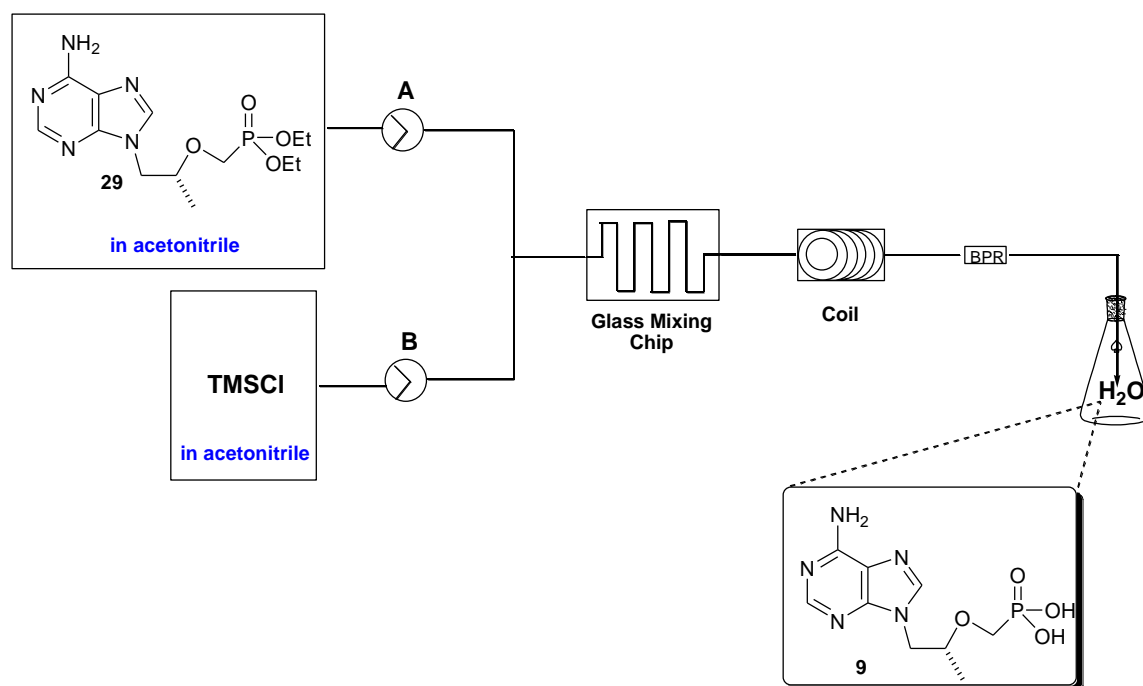 NH2
N
N
N
N
O
O
P
OEt
OEt
29
in acetonitrile
A
TMSCl
in acetonitrile
B
Glass Mixing
Chip
Coil
BPR
H2O
NH2
N
N
N
N
O
O
P
OH
OH
9